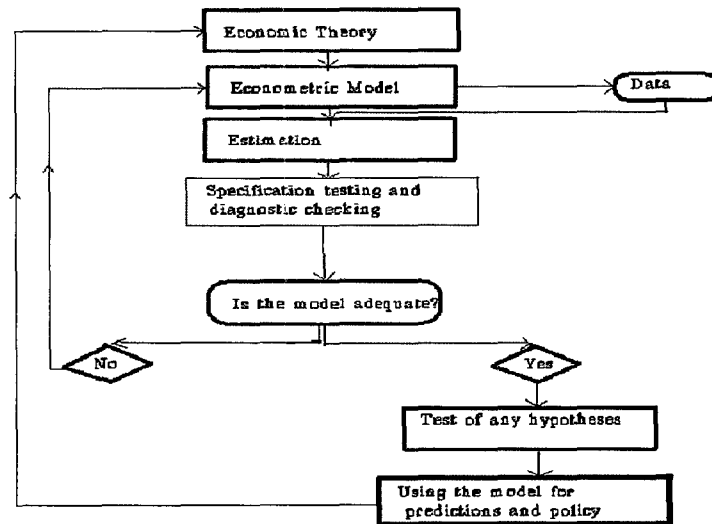 Economic Theory
Econometric Model
Data
Estimation
Specification testing and
diagnostic checking
Is the model adequate?
No
Yes
Test of any hypotheses
Using the model for
predictions and policy